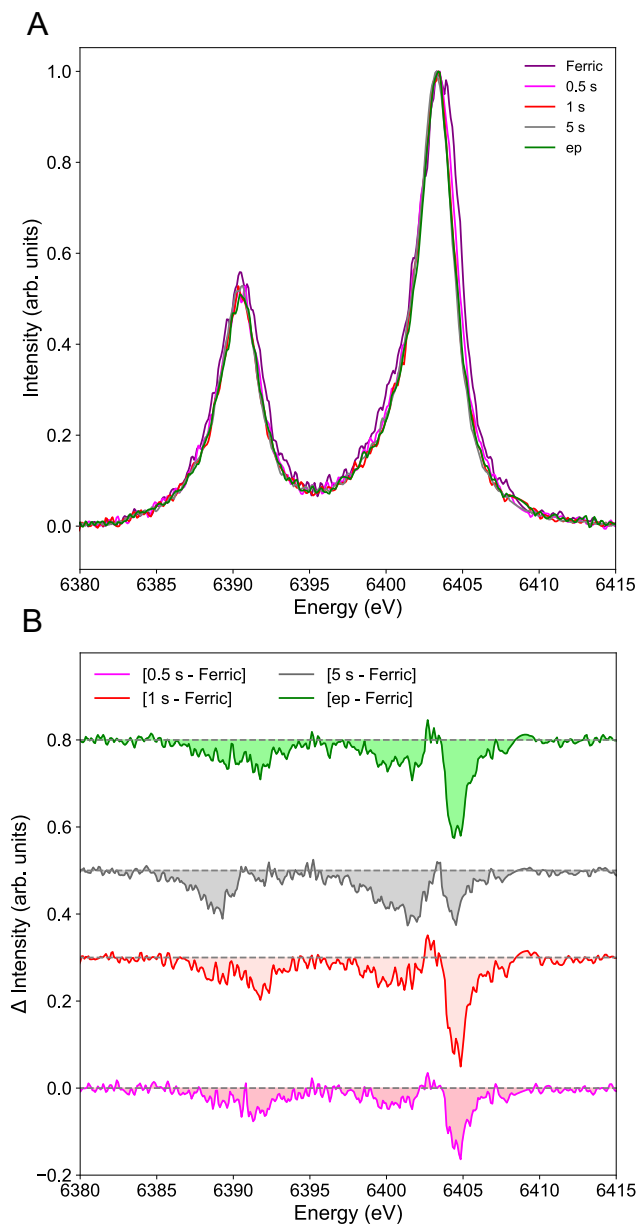 A
Ferric
0.5 s
1 s
5 s
ep
Intensity (arb. units)
1.0
0.8
0.6
0.4
0.2
0.0
6380 6385 6390 6395 6400 6405 6410 6415
Energy (eV)
B
[0.5 s - Ferric] [5 s - Ferric]
[1 s - Ferric] [ep - Ferric]
Δ Intensity (arb. units)
0.8
0.6
0.4
0.2
0.0
−0.2
6380 6385 6390 6395 6400 6405 6410 6415
Energy (eV)